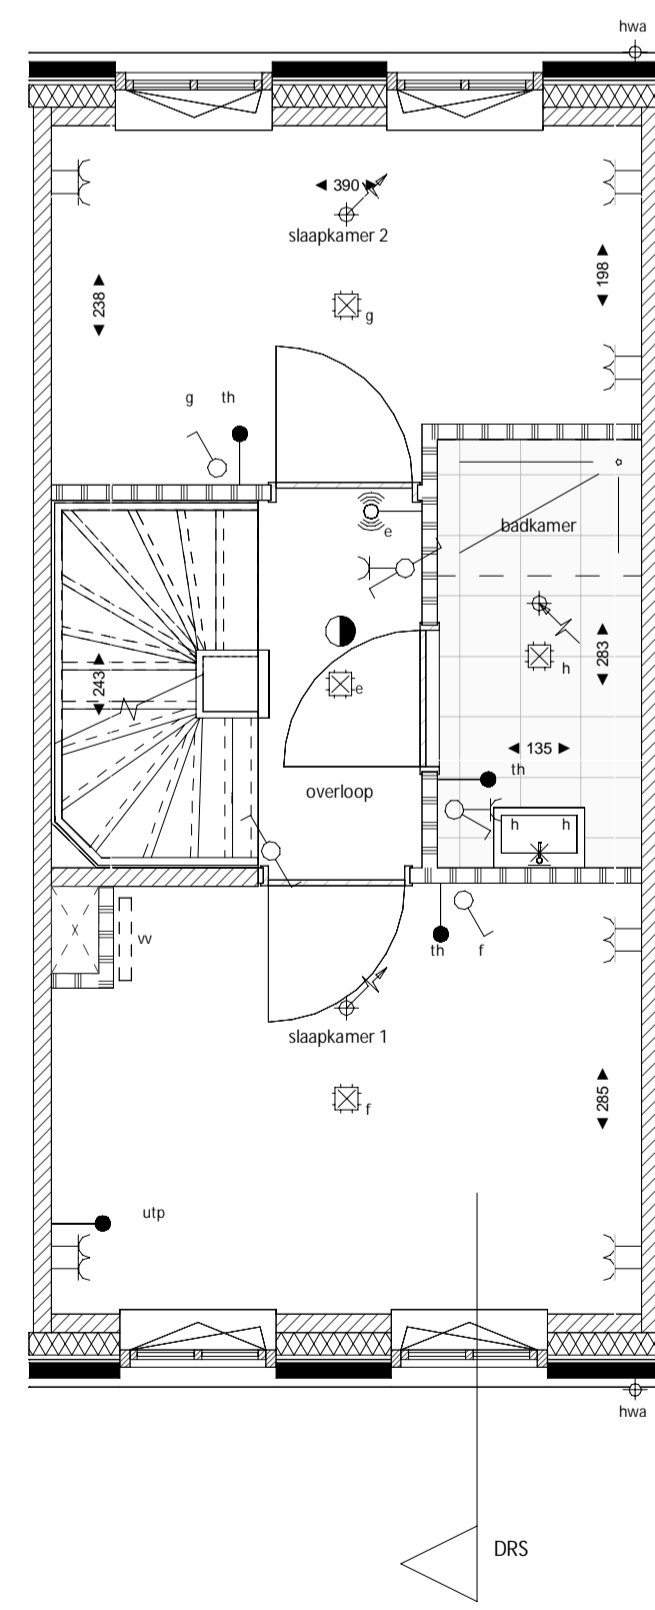 hwa
390
slaapkamer 2
238
198
g
g th
e
badkamer
243
e
h
283
135
th
overloop
h h
vv
th f
slaapkamer 1
f
285
utp
hwa
DRS